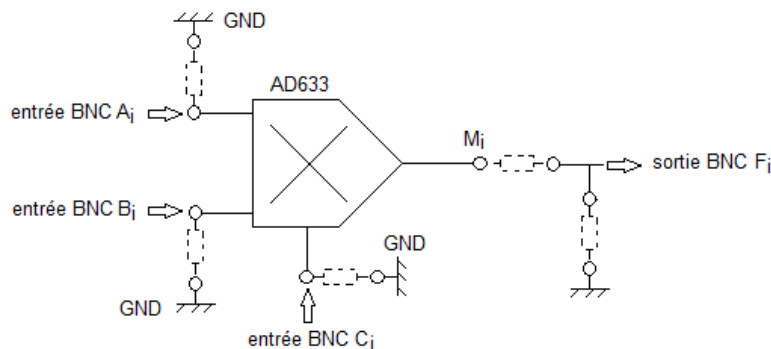 GND
AD633
entrée BNC Ai
Mi
sortie BNC Fi
entrée BNC Bi
GND
GND
entrée BNC Ci